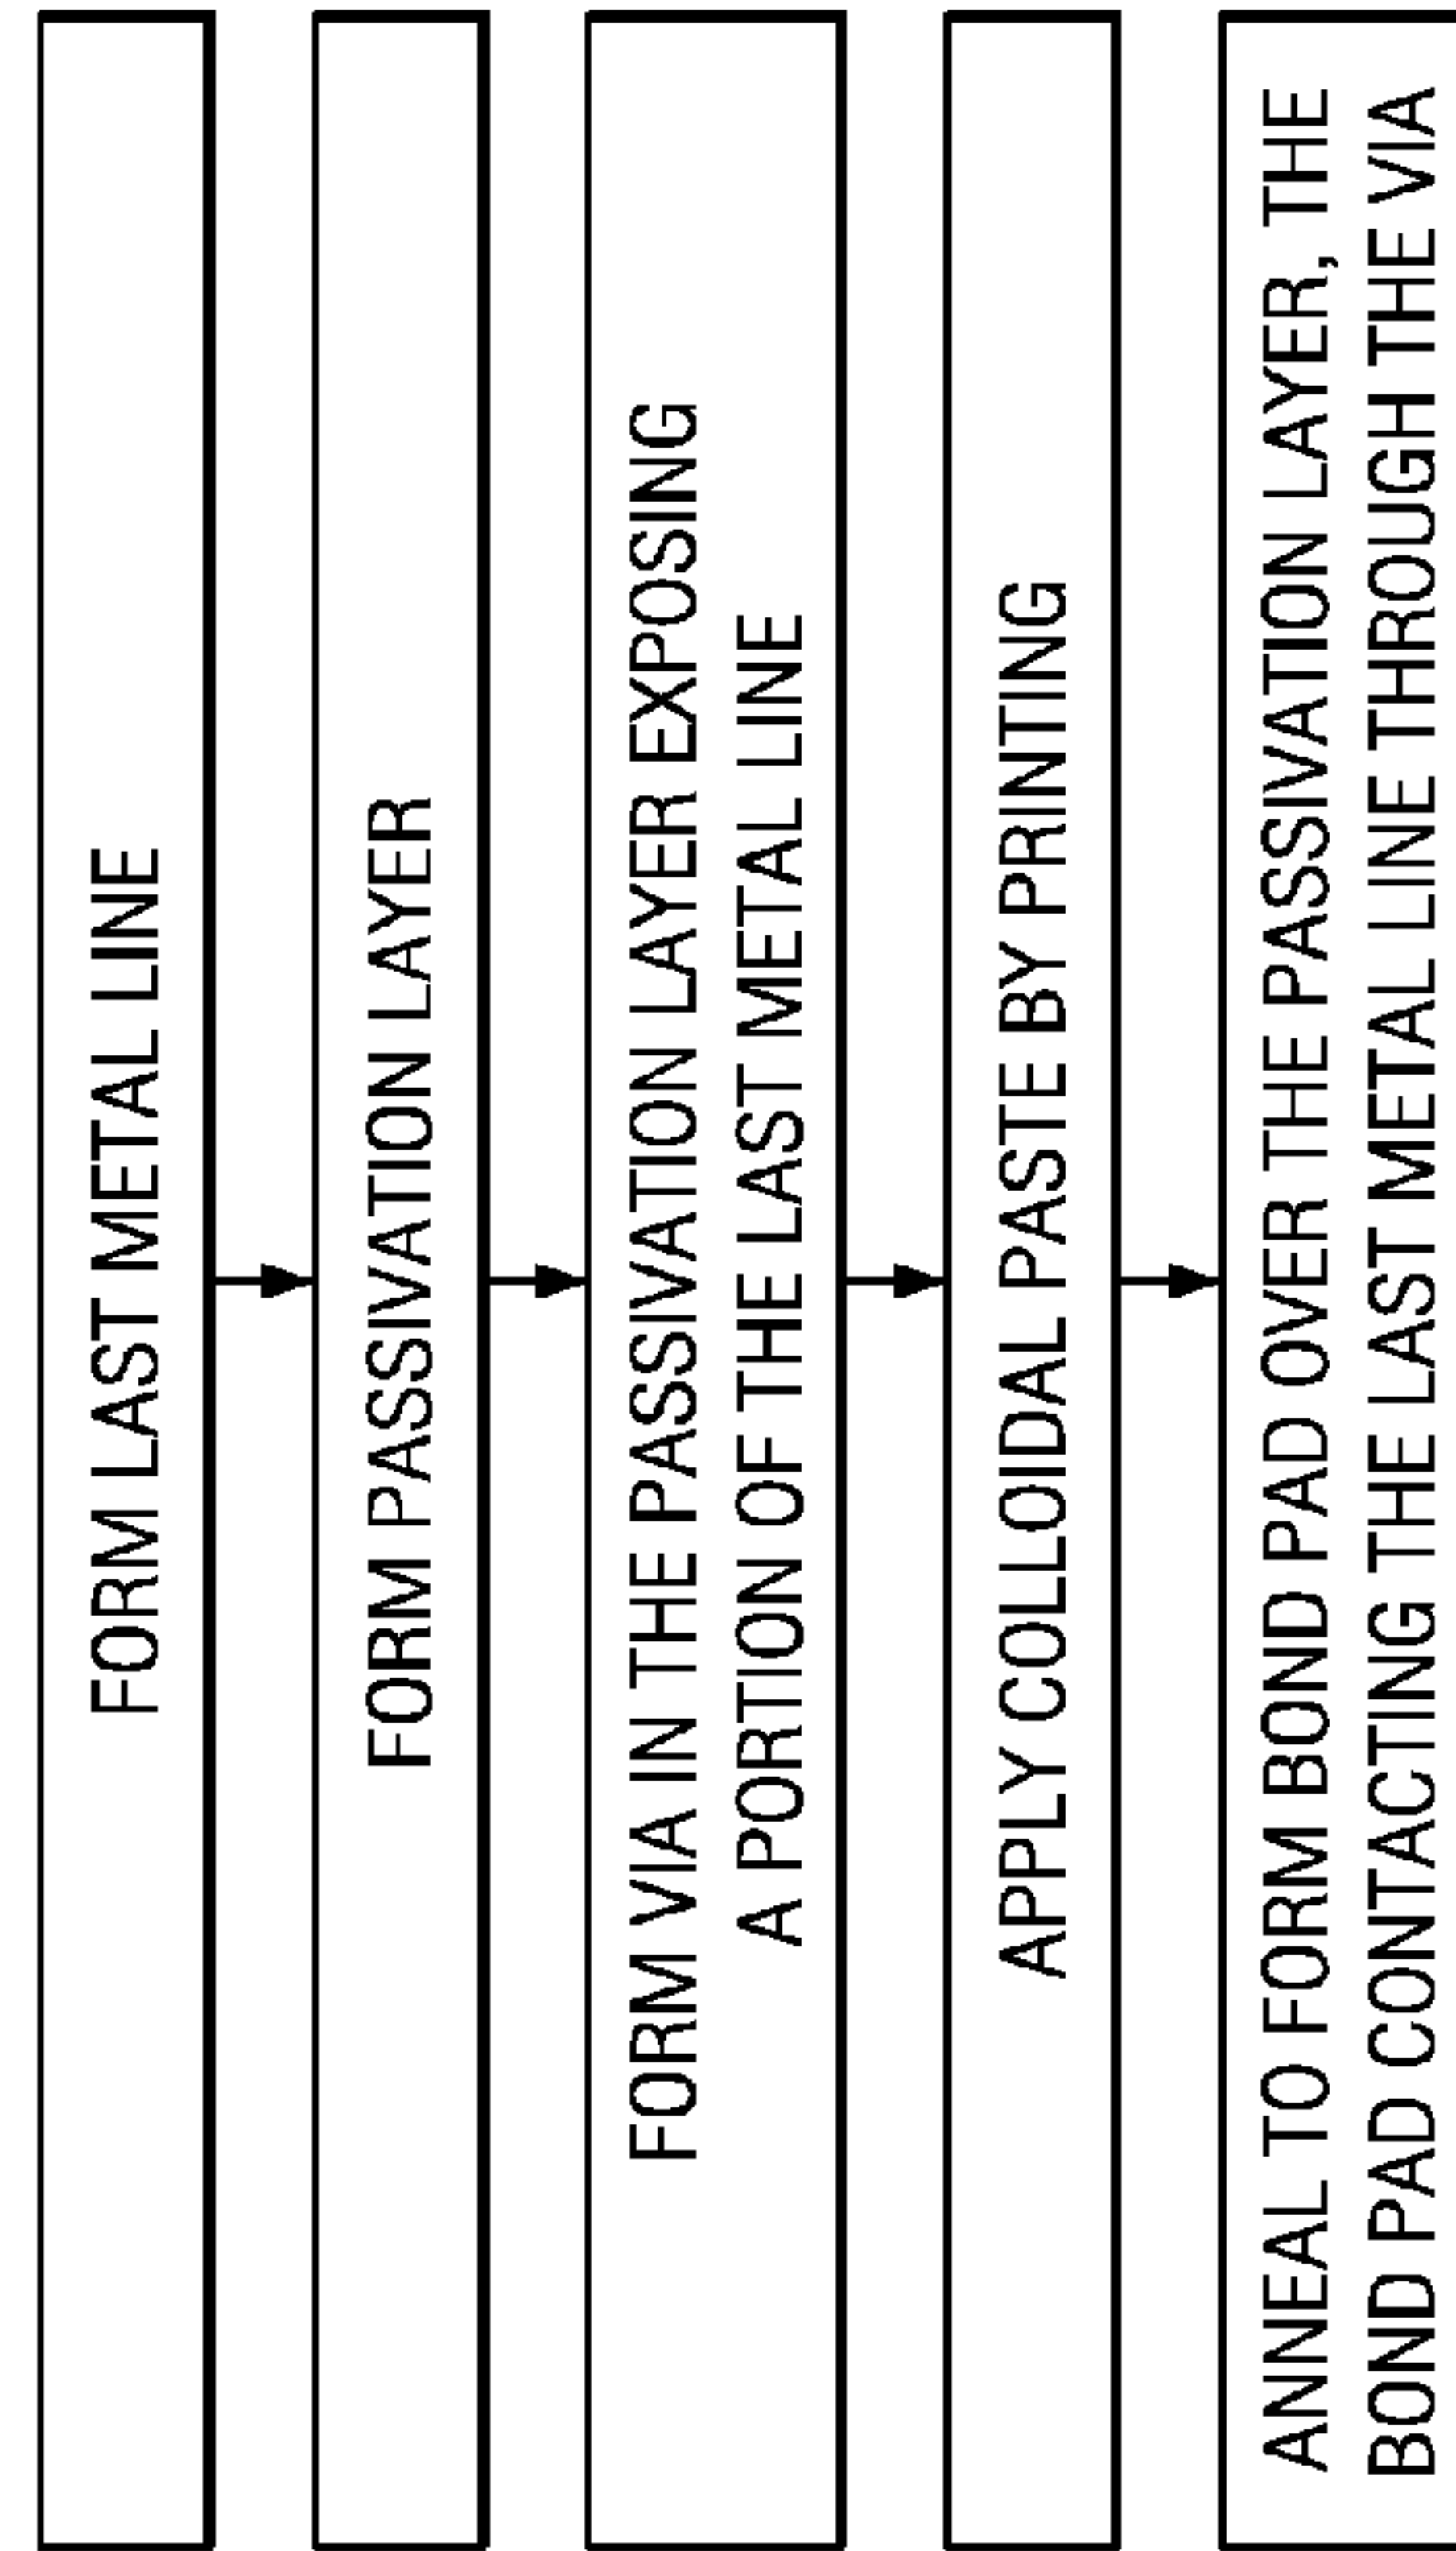 FORM LAST METAL LINE
FORM PASSIVATION LAYER
FORM VIA IN THE PASSIVATION LAYER EXPOSING
A PORTION OF THE LAST METAL LINE
APPLY COLLOIDAL PASTE BY PRINTING
ANNEAL TO FORM BOND PAD OVER THE PASSIVATION LAYER, THE
BOND PAD CONTACTING THE LAST METAL LINE THROUGH THE VIA